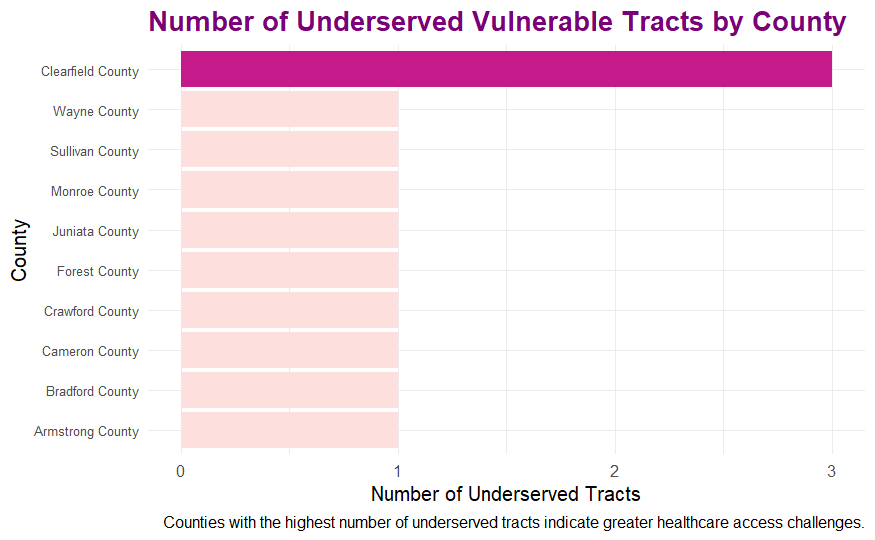 Number of Underserved Vulnerable Tracts by County
Clearfield County
Wayne County
Sullivan County
Monroe County
Juniata County
Forest County
Crawford County
Cameron County
Bradford County
Armstrong County
County
0 1 2 3
Number of Underserved Tracts
Counties with the highest number of underserved tracts indicate greater healthcare access challenges.